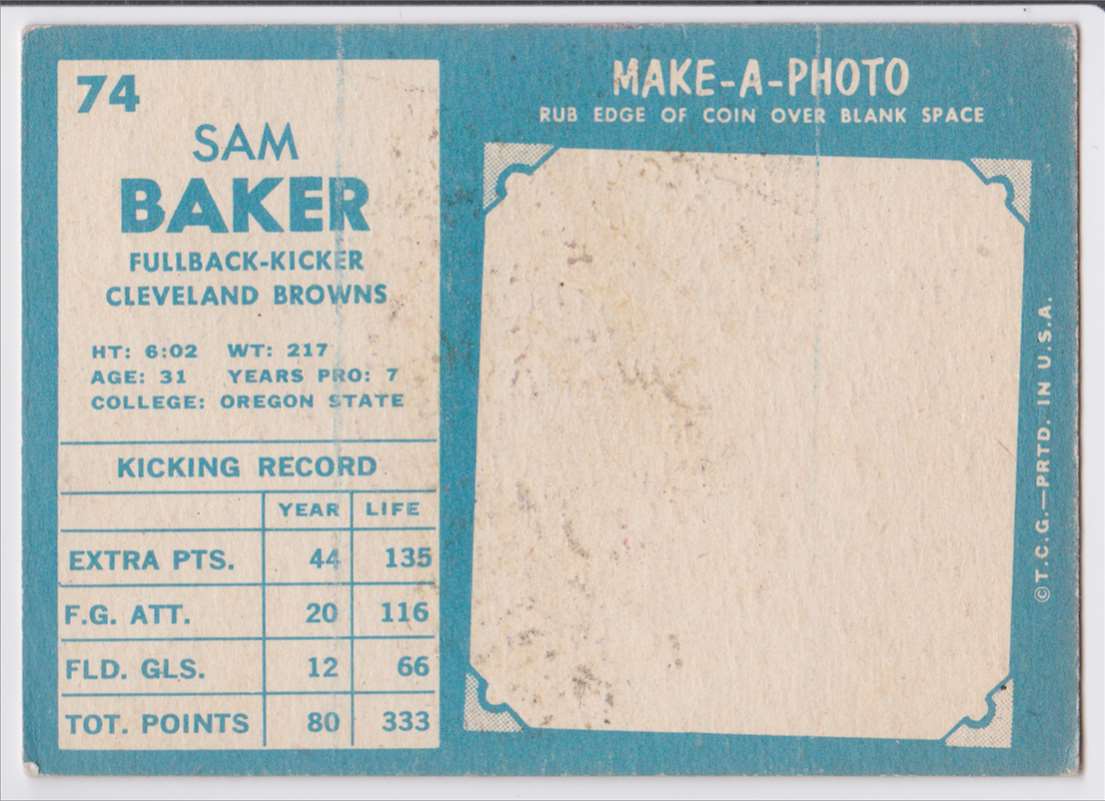 74
SAM
BAKER
FULLBACK-KICKER
CLEVELAND BROWNS
HT: 6:02 WT: 217
AGE: 31 YEARS PRO: 7
COLLEGE: OREGON STATE
KICKING RECORD
YEAR LIFE
EXTRA PTS. 44 135
F.G. ATT. 20 116
FLD. GLS. 12 66
TOT. POINTS 80 333
MAKE-A-PHOTO
RUB EDGE OF COIN OVER BLANK SPACE
©T.C.G.—PRTD. IN U.S.A.